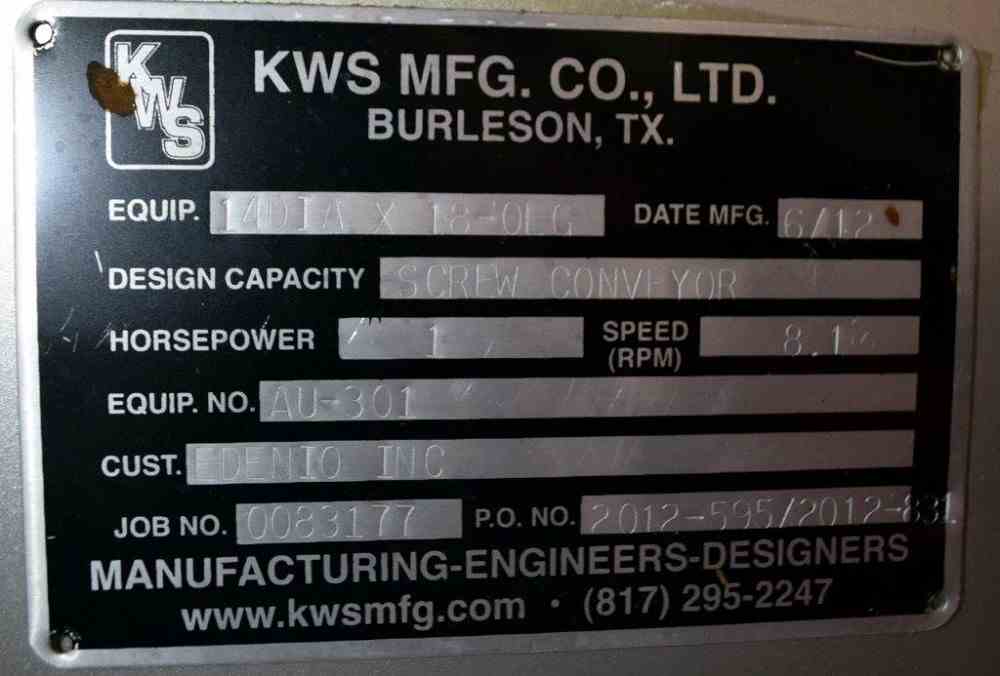 KWS
KWS MFG. CO., LTD.
BURLESON, TX.
EQUIP. 14DIA X 18-0LG DATE MFG. 6/12
DESIGN CAPACITY SCREW CONVEYOR
HORSEPOWER 1 SPEED (RPM) 8.1
EQUIP. NO. AU-301
CUST. EDENIQ INC
JOB NO. 0083177 P.O. NO. 2012-595/2012-831
MANUFACTURING-ENGINEERS-DESIGNERS
www.kwsmfg.com • (817) 295-2247